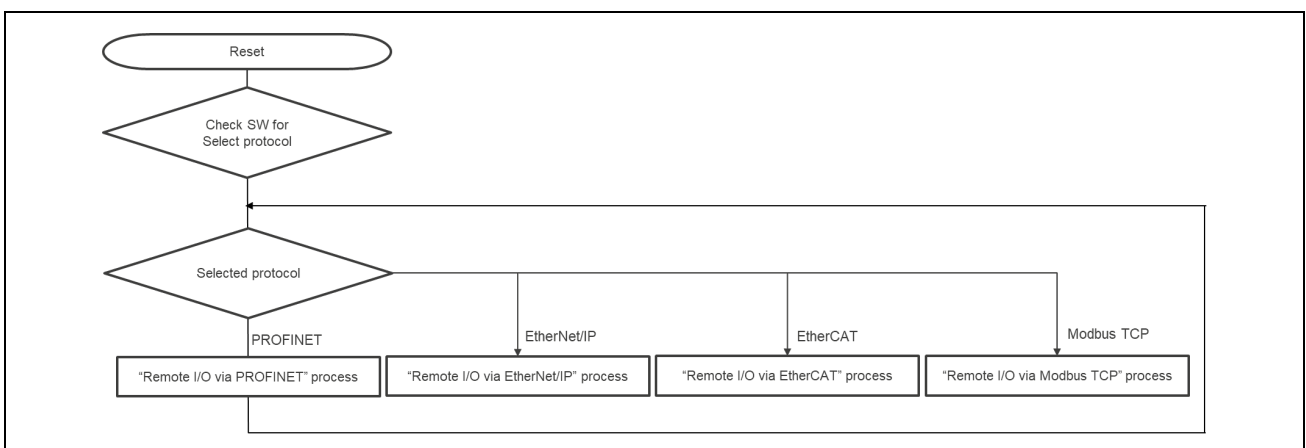 Reset
Check SW for
Select protocol
Selected protocol
PROFINET
EtherNet/IP
EtherCAT
Modbus TCP
“Remote I/O via PROFINET” process
“Remote I/O via EtherNet/IP” process
“Remote I/O via EtherCAT” process
“Remote I/O via Modbus TCP” process